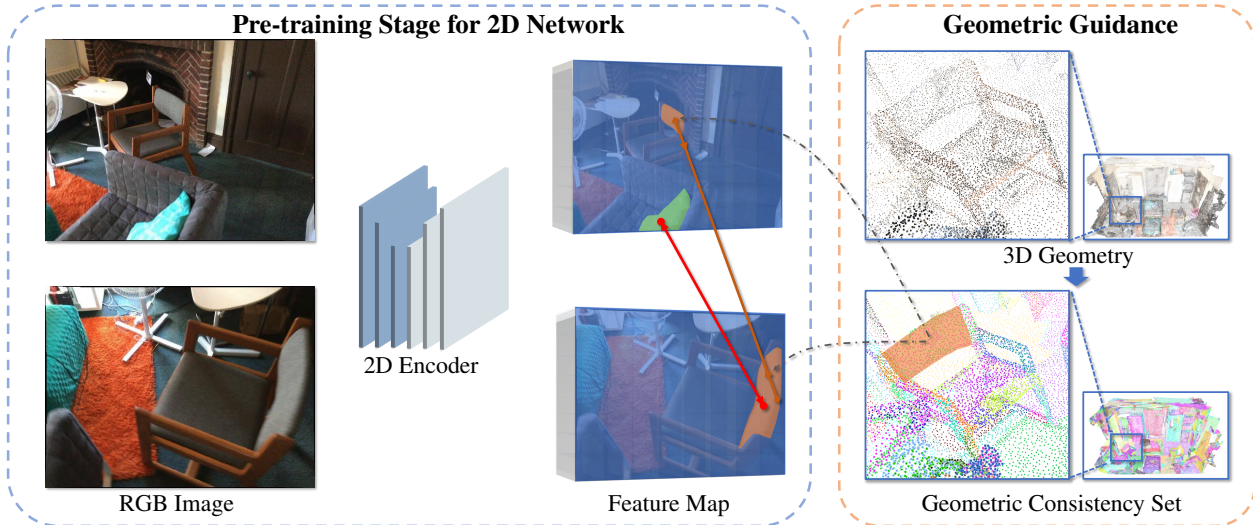 Pre-training Stage for 2D Network
Geometric Guidance
3D Geometry
2D Encoder
RGB Image
Feature Map
Geometric Consistency Set